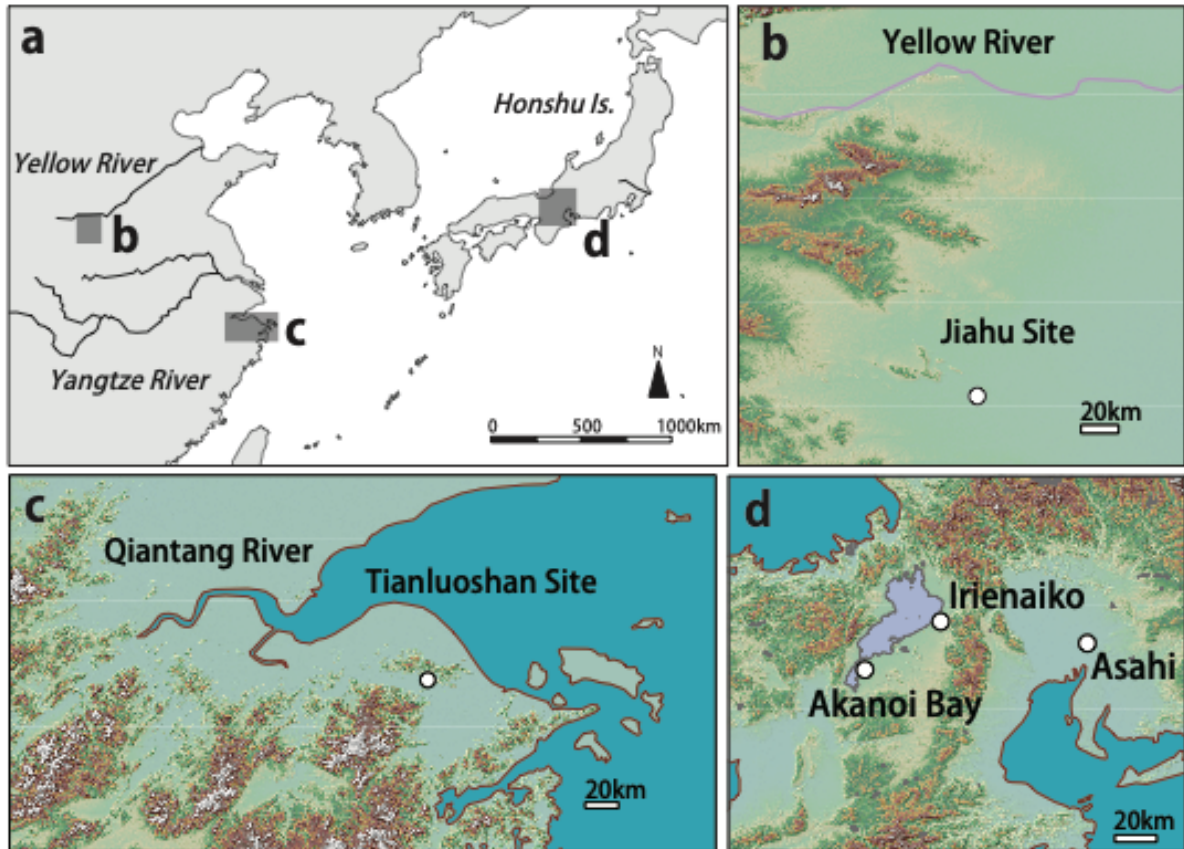 a
Honshu Is.
Yellow River
b
d
c
Yangtze River
N
0 500 1000km
b
Yellow River
Jiahu Site
20km
c
Qiantang River
Tianluoshan Site
20km
d
Irienaiko
Asahi
Akanoi Bay
20km